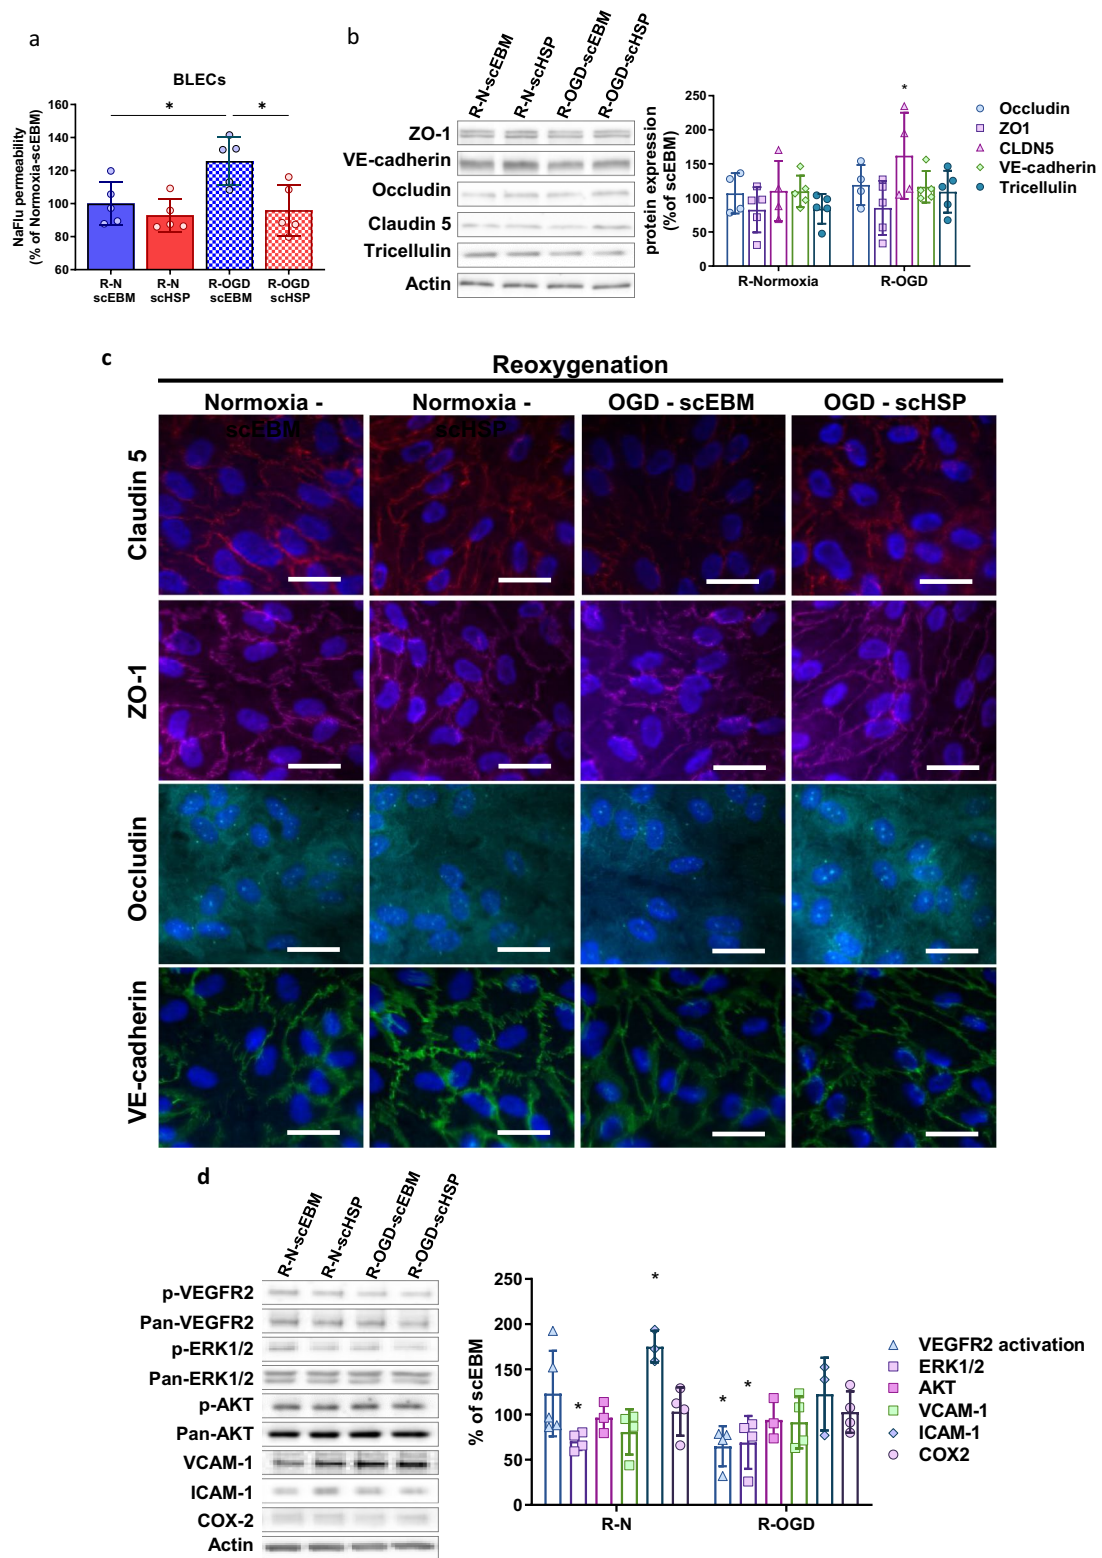 a
BLECs
NaFlu permeability
(% of Normoxia-scEBM)
160
140
120
100
80
60
*
*
R-N
scEBM
R-N
scHSP
R-OGD
scEBM
R-OGD
scHSP
b
R-N-scEBM
R-N-scHSP
R-OGD-scEBM
R-OGD-scHSP
ZO-1
VE-cadherin
Occludin
Claudin 5
Tricellulin
Actin
protein expression
(%of scEBM)
250
200
150
100
50
0
*
R-Normoxia
R-OGD
Occludin
ZO1
CLDN5
VE-cadherin
Tricellulin
c
Reoxygenation
Normoxia -
scEBM
Normoxia -
scHSP
OGD - scEBM
OGD - scHSP
Claudin 5
ZO-1
Occludin
VE-cadherin
d
R-N-scEBM
R-N-scHSP
R-OGD-scEBM
R-OGD-scHSP
p-VEGFR2
Pan-VEGFR2
p-ERK1/2
Pan-ERK1/2
p-AKT
Pan-AKT
VCAM-1
ICAM-1
COX-2
Actin
% of scEBM
250
200
150
100
50
0
*
*
*
*
R-N
R-OGD
VEGFR2 activation
ERK1/2
AKT
VCAM-1
ICAM-1
COX2